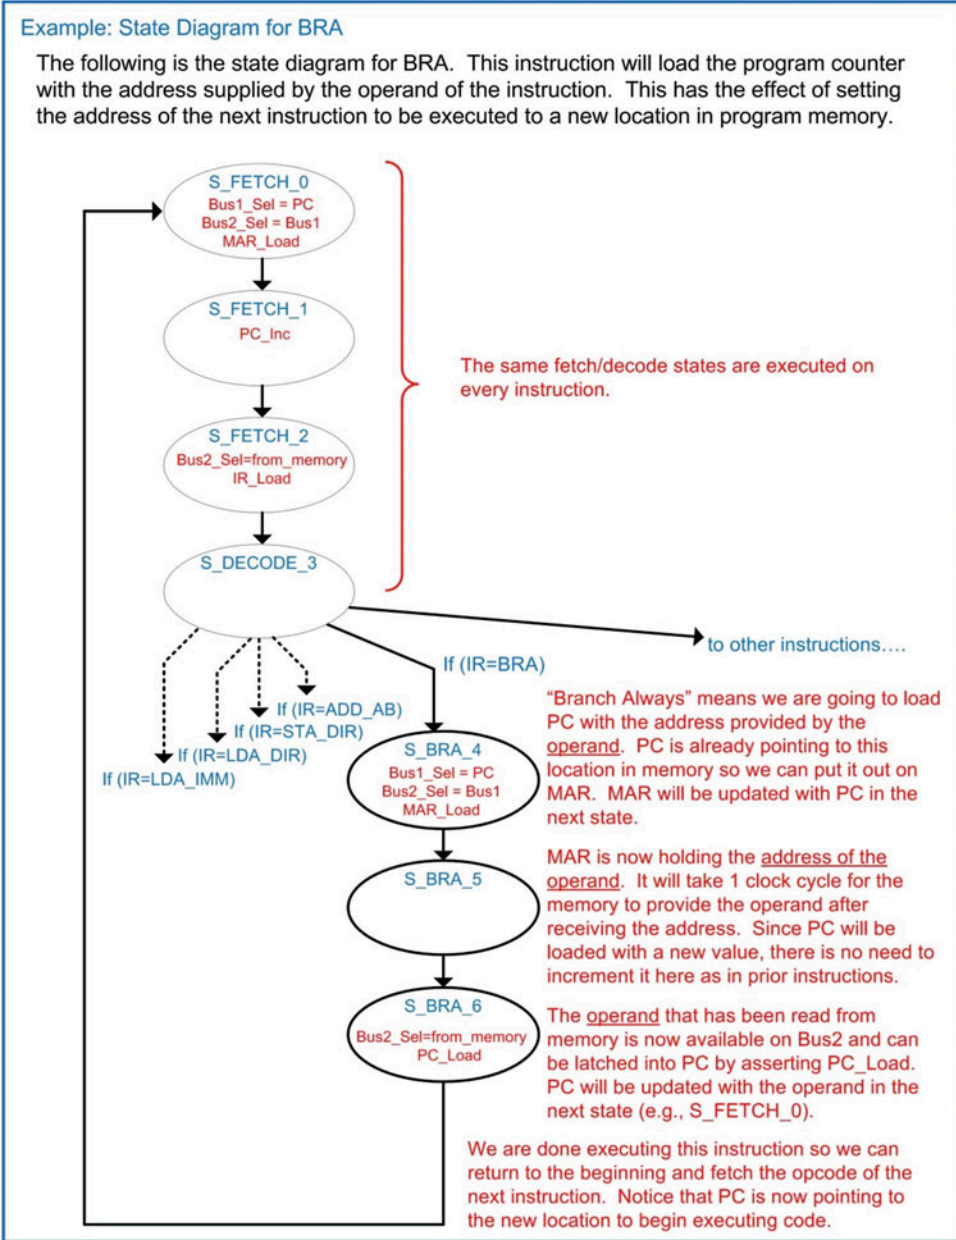 Example: State Diagram for BRA
The following is the state diagram for BRA. This instruction will load the program counter
with the address supplied by the operand of the instruction. This has the effect of setting
the address of the next instruction to be executed to a new location in program memory.
S_FETCH_0
Bus1_Sel = PC
Bus2_Sel = Bus1
MAR_Load
S_FETCH_1
PC_Inc
The same fetch/decode states are executed on
every instruction.
S_FETCH_2
Bus2_Sel=from_memory
IR_Load
S_DECODE_3
to other instructions....
If (IR=BRA)
If (IR=ADD_AB)
If (IR=STA_DIR)
If (IR=LDA_DIR)
If (IR=LDA_IMM)
S_BRA_4
Bus1_Sel = PC
Bus2_Sel = Bus1
MAR_Load
“Branch Always” means we are going to load
PC with the address provided by the
operand. PC is already pointing to this
location in memory so we can put it out on
MAR. MAR will be updated with PC in the
next state.
S_BRA_5
MAR is now holding the address of the
operand. It will take 1 clock cycle for the
memory to provide the operand after
receiving the address. Since PC will be
loaded with a new value, there is no need to
increment it here as in prior instructions.
S_BRA_6
Bus2_Sel=from_memory
PC_Load
The operand that has been read from
memory is now available on Bus2 and can
be latched into PC by asserting PC_Load.
PC will be updated with the operand in the
next state (e.g., S_FETCH_0).
We are done executing this instruction so we can
return to the beginning and fetch the opcode of the
next instruction. Notice that PC is now pointing to
the new location to begin executing code.